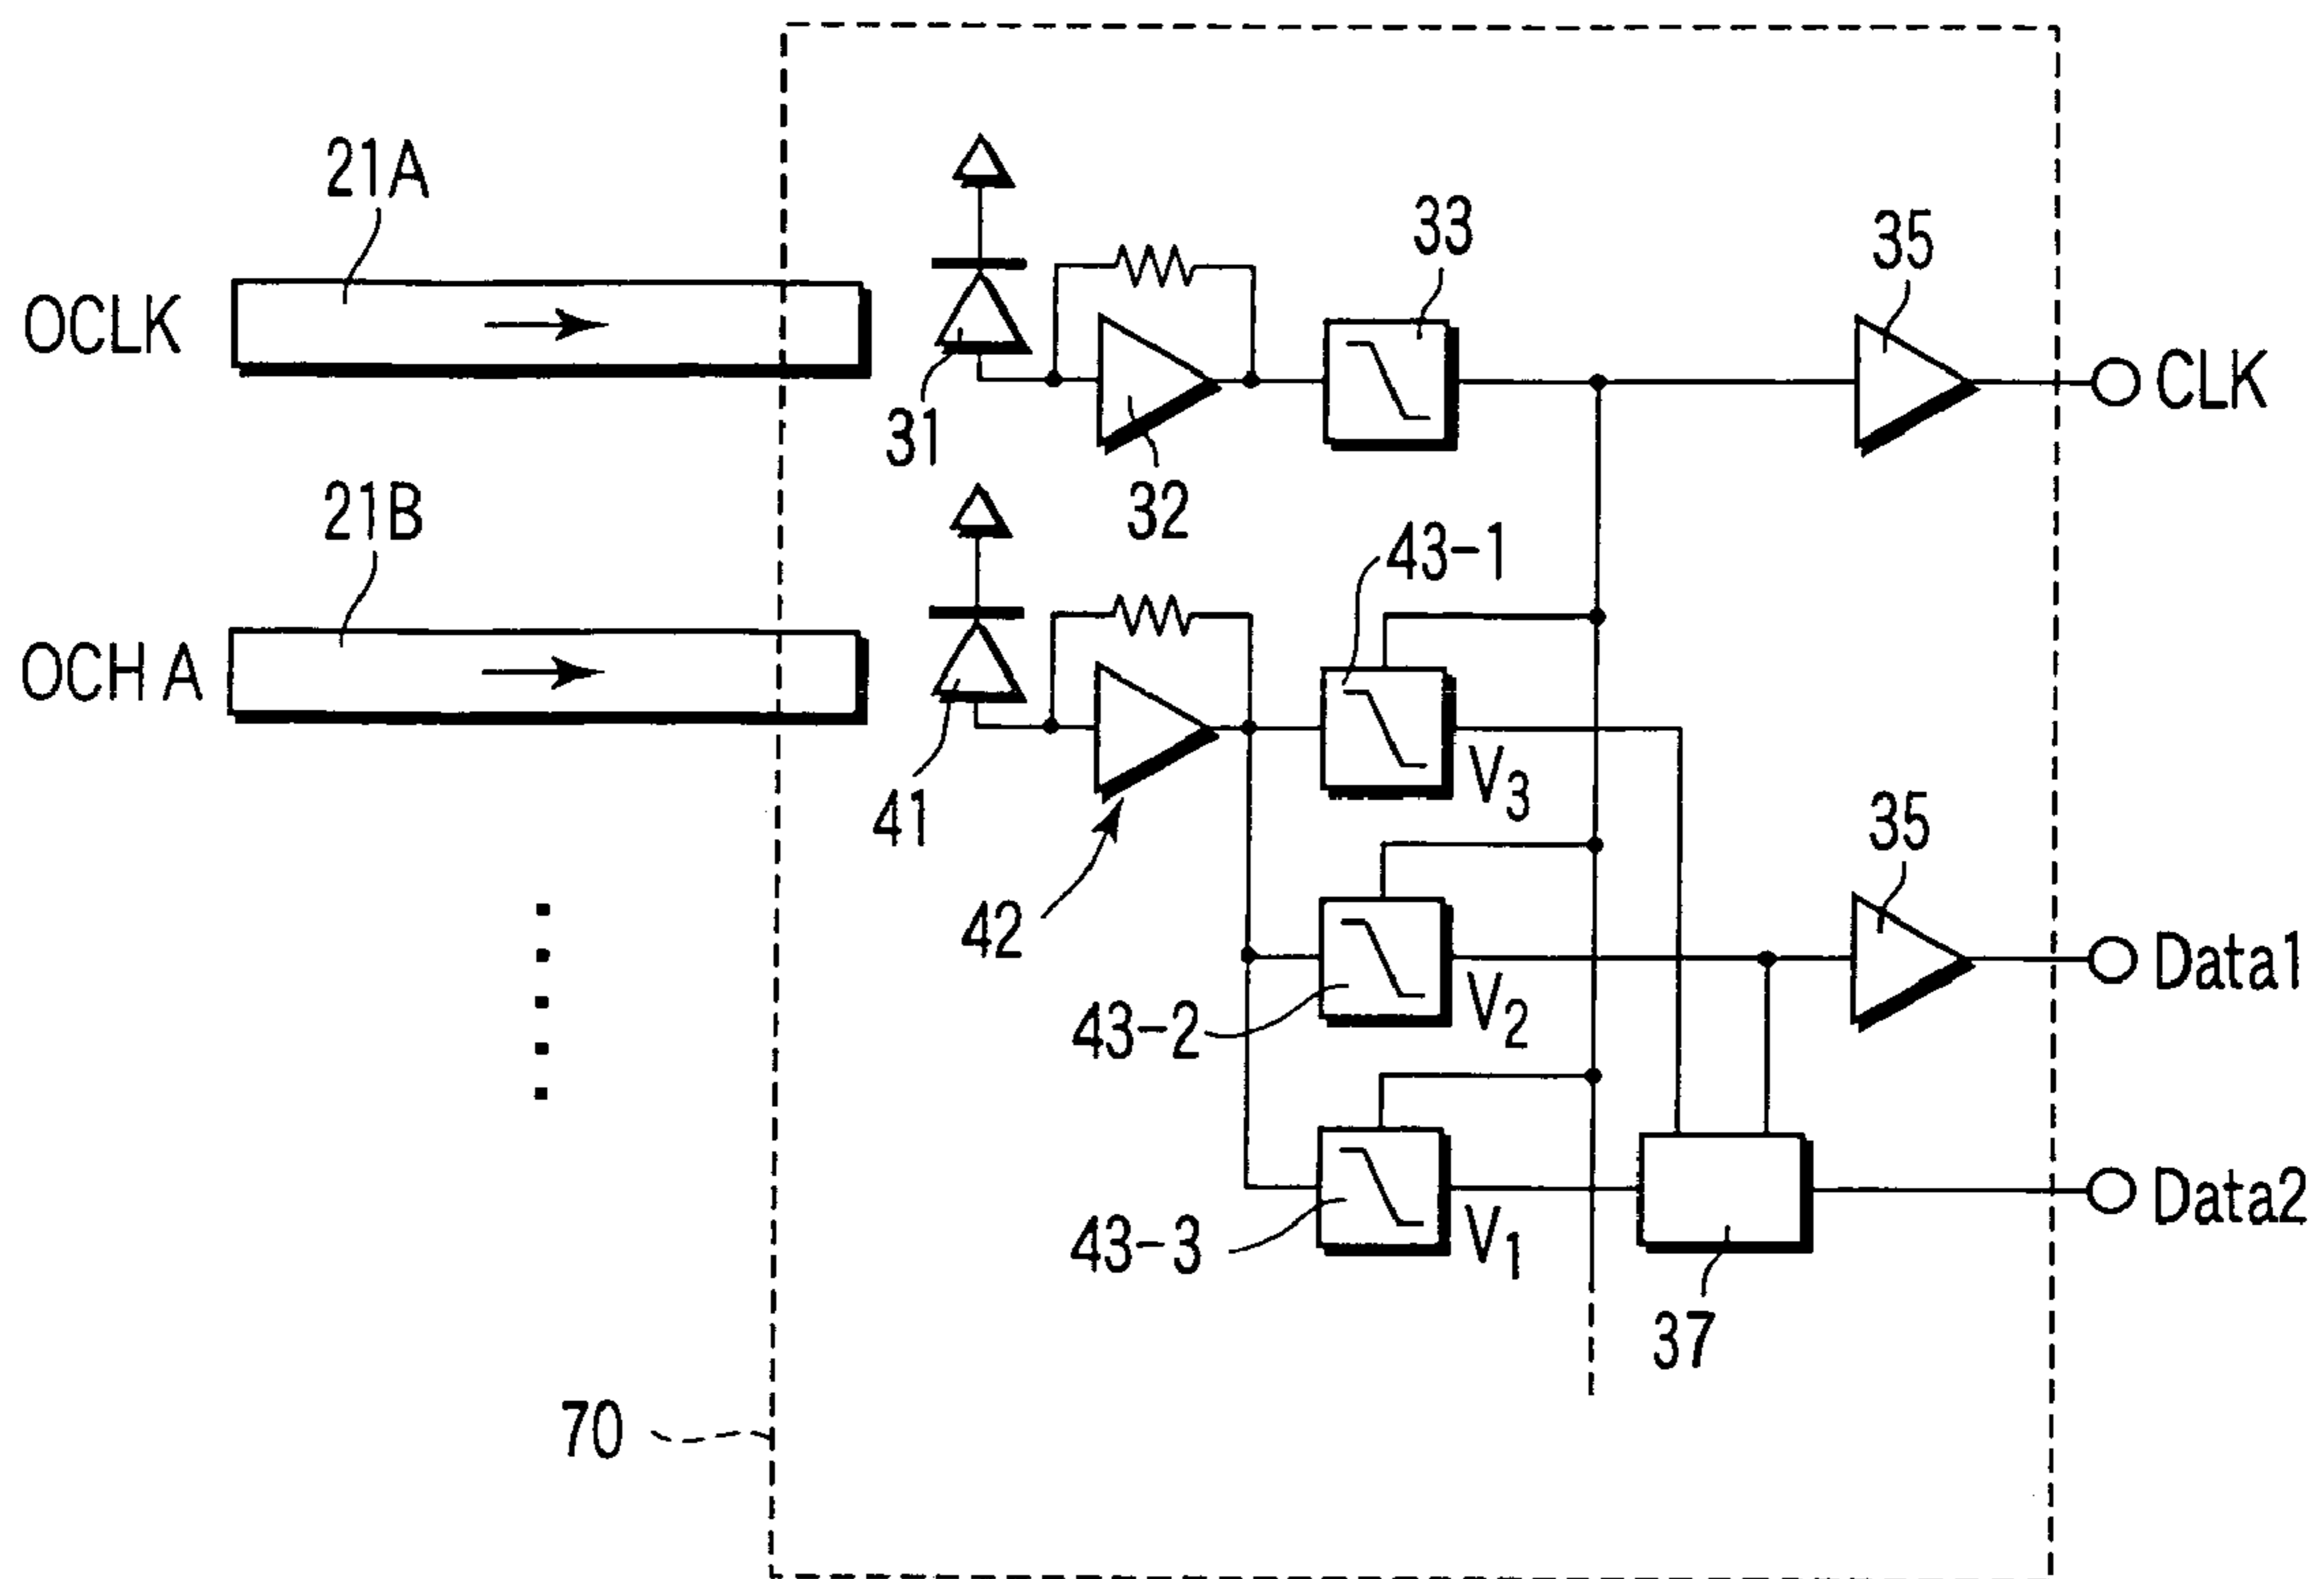 21A
33
35
OCLK
CLK
31
32
21B
43-1
OCH A
V3
41
35
42
Data1
43-2
V2
Data2
43-3
V1
37
70